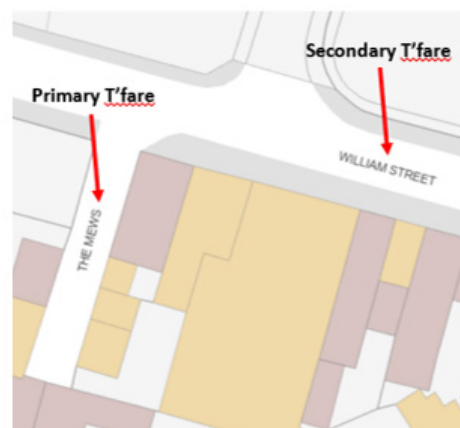 Secondary T'fare
Primary T'fare
WILLIAM STREET
THE MEWS